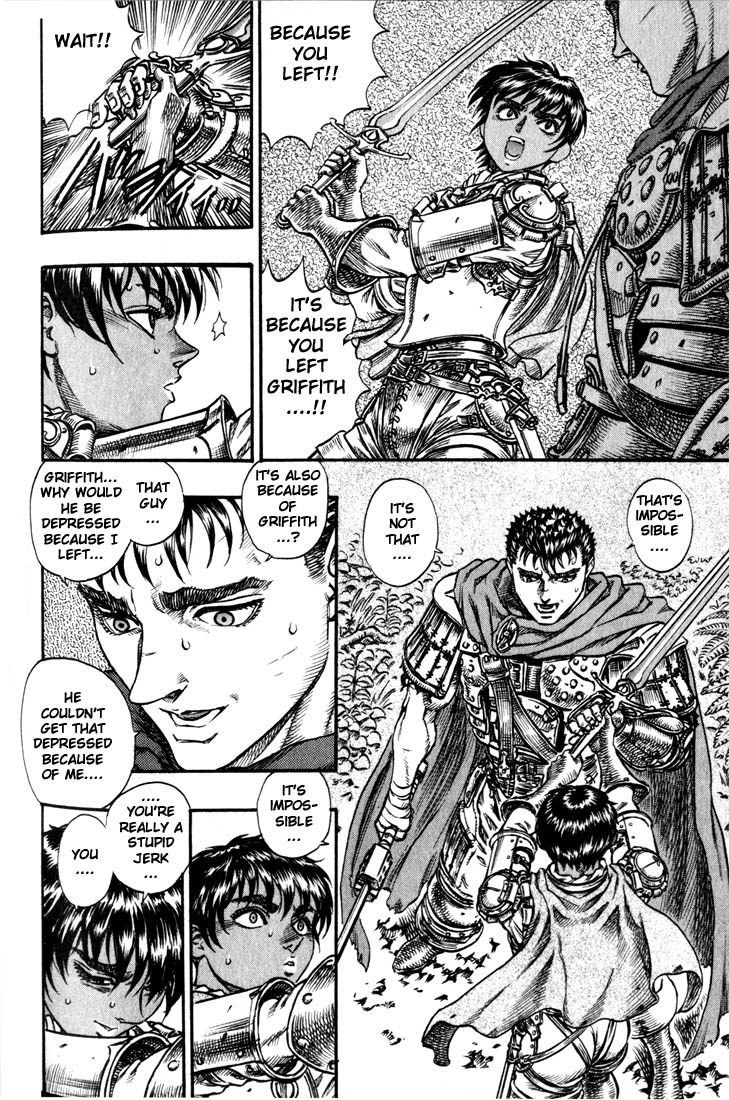 BECAUSE
YOU
LEFT!!
IT'S
BECAUSE
YOU
LEFT
GRIFFITH
....!!
WAIT!!
THAT'S
IMPOS-
SIBLE
....
IT'S
NOT
THAT
....
IT'S ALSO
BECAUSE
OF
GRIFFITH
...?
THAT
GUY
...
GRIFFITH...
WHY WOULD
HE BE
DEPRESSED
BECAUSE I
LEFT...
HE
COULDN'T
GET THAT
DEPRESSED
BECAUSE
OF ME....
IT'S
IMPOS-
SIBLE
...
....
YOU'RE
REALLY A
STUPID
JERK
...
YOU
....